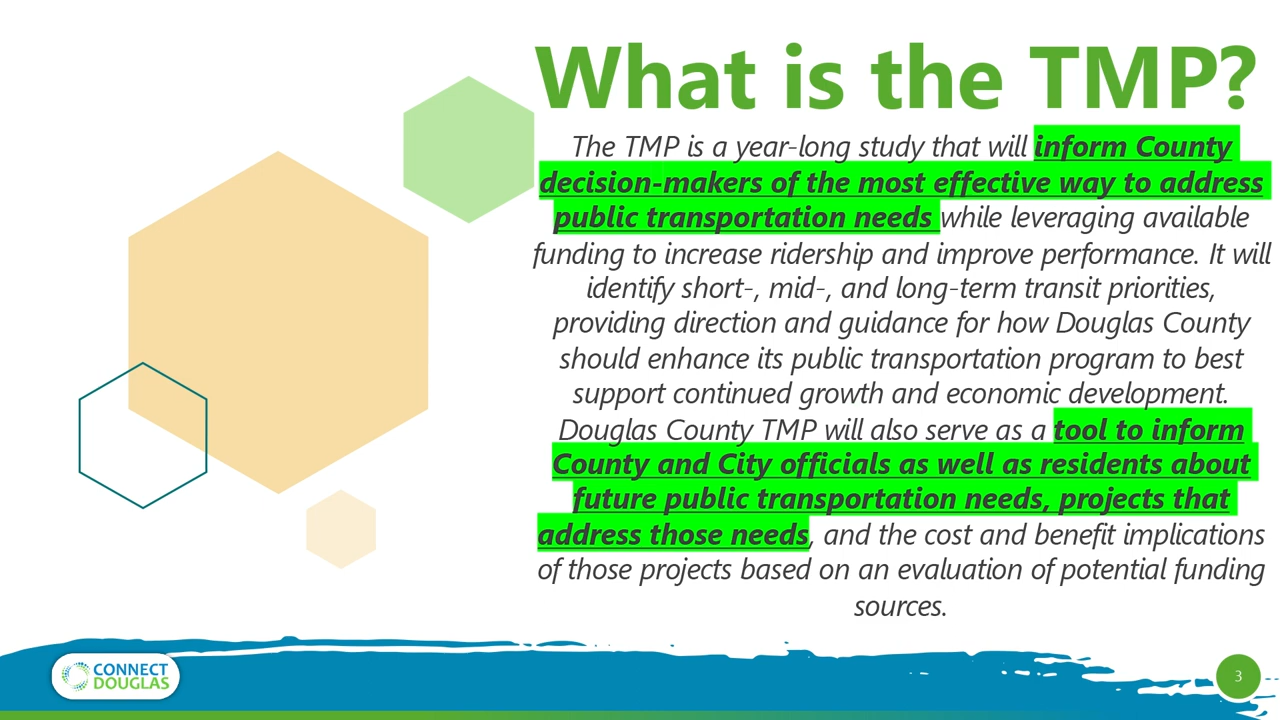 What is the TMP?
The TMP is a year-long study that will inform County
decision-makers of the most effective way to address
public transportation needs while leveraging available
funding to increase ridership and improve performance. It will
identify short-, mid-, and long-term transit priorities,
providing direction and guidance for how Douglas County
should enhance its public transportation program to best
support continued growth and economic development.
Douglas County TMP will also serve as a tool to inform
County and City officials as well as residents about
future public transportation needs, projects that
address those needs, and the cost and benefit implications
of those projects based on an evaluation of potential funding
sources.
CONNECT
DOUGLAS
3